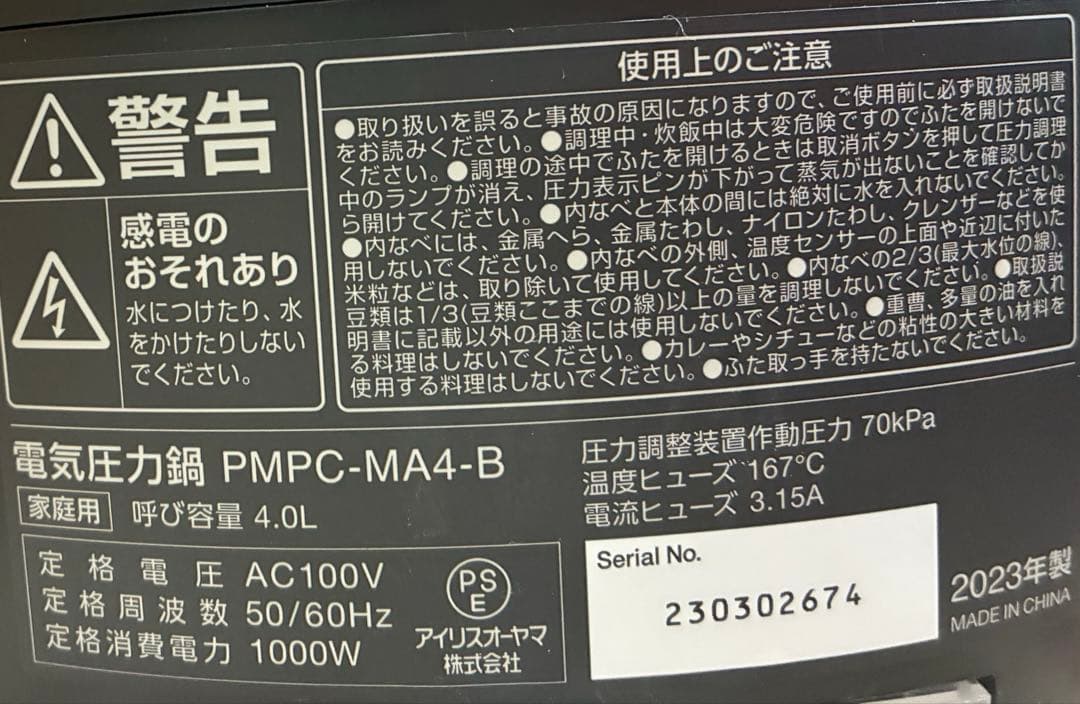 警告
感電の
おそれあり
水につけたり、水
をかけたりしない
でください。
使用上のご注意
●取り扱いを誤ると事故の原因になりますので、ご使用前に必ず取扱説明書
をお読みください。●調理中・炊飯中は大変危険ですのでふたを開けないで
ください。●調理の途中でふたを開けるときは取消ボタンを押して圧力調理
中のランプが消え、圧力表示ピンが下がって蒸気が出ないことを確認してか
ら開けてください。●内なべと本体の間には絶対に水を入れないでください。
●内なべには、金属へら、金属たわし、ナイロンたわし、クレンザーなどを使
用しないでください。●内なべの外側、温度センサーの上面や近辺に付いた
米粒などは、取り除いて使用してください。●内なべの2/3(最大水位の線)、
豆類は1/3(豆類ここまでの線)以上の量を調理しないでください。●取扱説
明書に記載以外の用途には使用しないでください。●重曹、多量の油を入れ
る料理はしないでください。●カレーやシチューなどの粘性の大きい材料を
使用する料理はしないでください。●ふた取っ手を持たないでください。
電気圧力鍋 PMPC-MA4-B
家庭用 呼び容量 4.0L
定格電圧 AC100V
定格周波数 50/60Hz
定格消費電力 1000W
PS
E
アイリスオーヤマ
株式会社
圧力調整装置作動圧力 70kPa
温度ヒューズ 167℃
電流ヒューズ 3.15A
Serial No.
230302674
2023年製
MADE IN CHINA